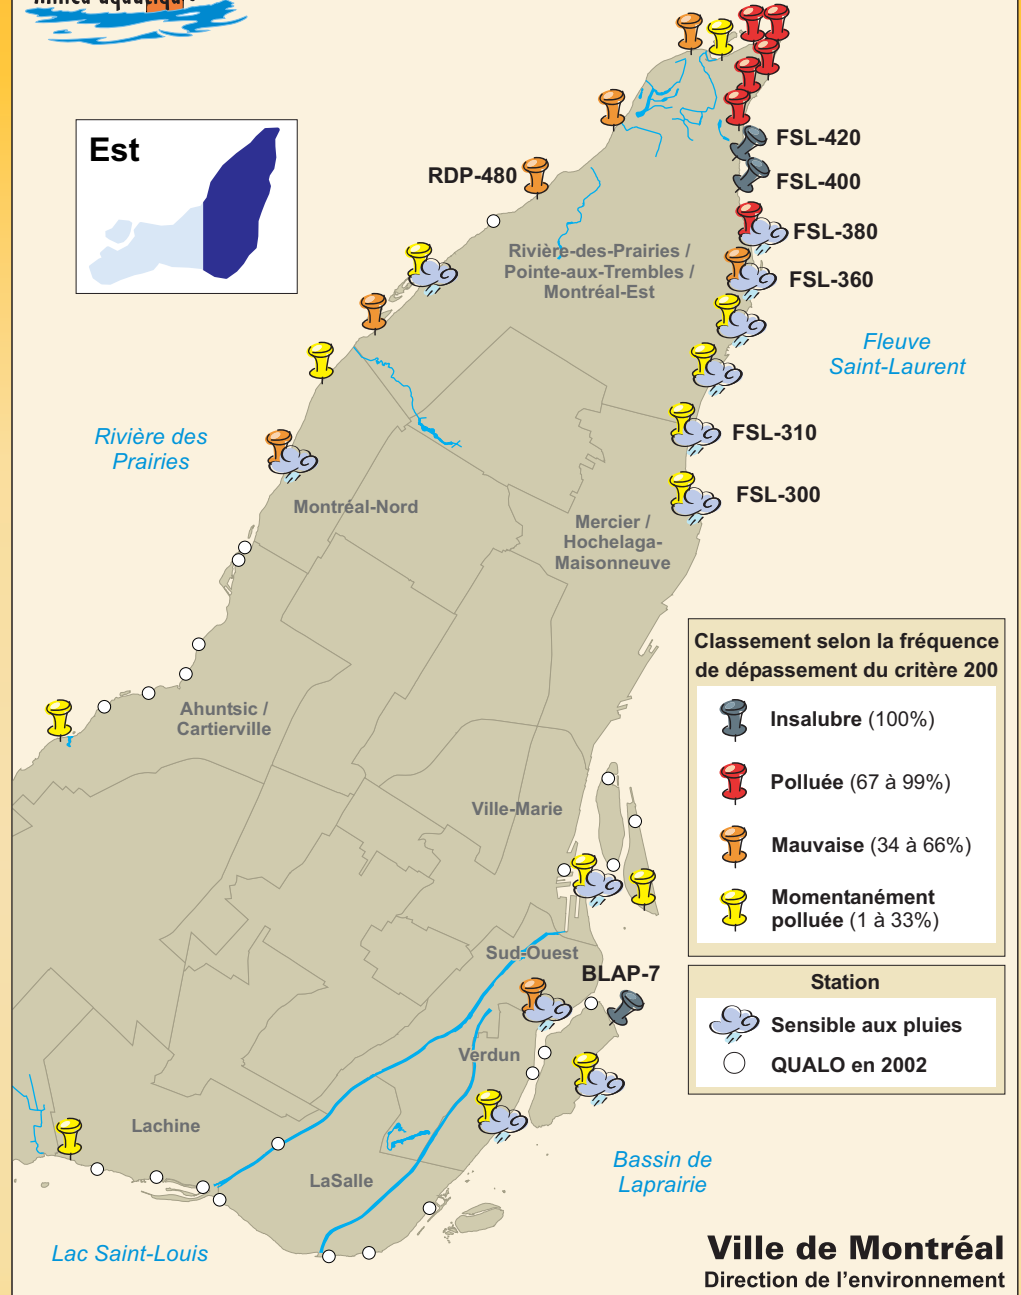 Est
FSL-420
RDP-480
FSL-400
FSL-380
Rivière-des-Prairies /
Pointe-aux-Trembles /
Montréal-Est
FSL-360
Fleuve
Saint-Laurent
Rivière des
Prairies
FSL-310
FSL-300
Montréal-Nord
Mercier /
Hochelaga-
Maisonneuve
Classement selon la fréquence
de dépassement du critère 200
Insalubre (100%)
Polluée (67 à 99%)
Mauvaise (34 à 66%)
Momentanément
polluée (1 à 33%)
Ahuntsic /
Cartierville
Ville-Marie
Sud-Ouest
BLAP-7
Station
Sensible aux pluies
QUALO en 2002
Verdun
Lachine
LaSalle
Bassin de
Laprairie
Lac Saint-Louis
Ville de Montréal
Direction de l'environnement